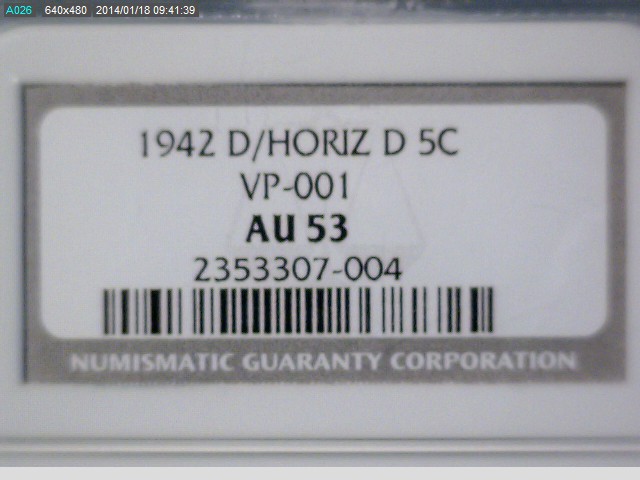 A026 640x480 2014/01/18 09:41:39
1942 D/HORIZ D 5C
VP-001
AU 53
2353307-004
NUMISMATIC GUARANTY CORPORATION